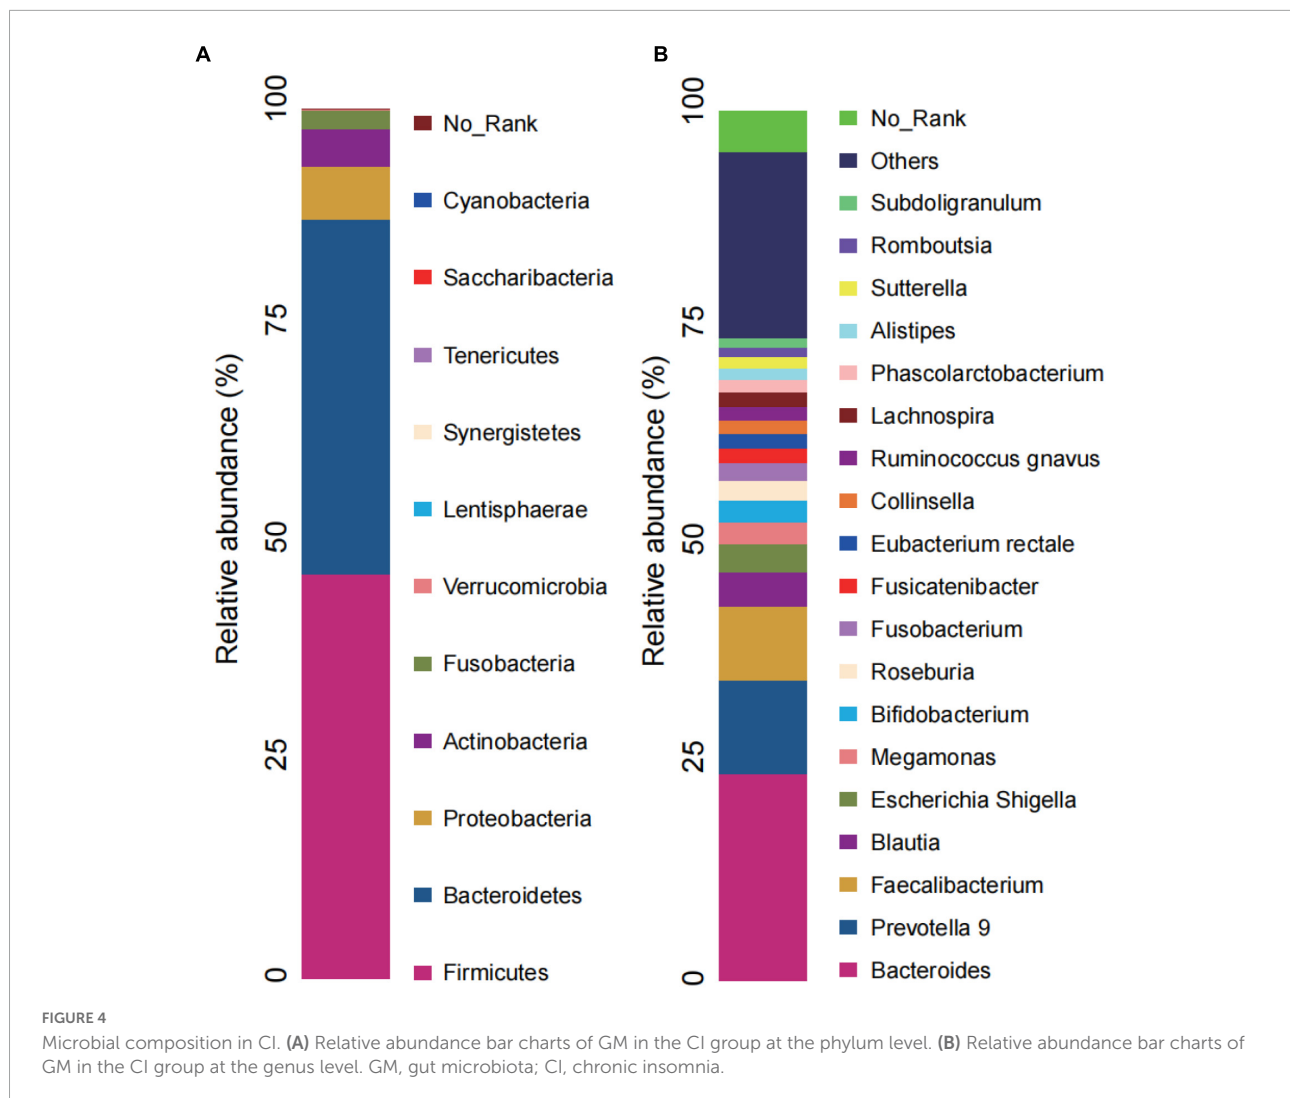 A
Relative abundance (%)
100
75
50
25
0
No_Rank
Cyanobacteria
Saccharibacteria
Tenericutes
Synergistetes
Lentisphaerae
Verrucomicrobia
Fusobacteria
Actinobacteria
Proteobacteria
Bacteroidetes
Firmicutes
B
Relative abundance (%)
100
75
50
25
0
No_Rank
Others
Subdoligranulum
Romboutsia
Sutterella
Alistipes
Phascolarctobacterium
Lachnospira
Ruminococcus gnavus
Collinsella
Eubacterium rectale
Fusicatenibacter
Fusobacterium
Roseburia
Bifidobacterium
Megamonas
Escherichia Shigella
Blautia
Faecalibacterium
Prevotella 9
Bacteroides
FIGURE 4
Microbial composition in CI. (A) Relative abundance bar charts of GM in the CI group at the phylum level. (B) Relative abundance bar charts of
GM in the CI group at the genus level. GM, gut microbiota; CI, chronic insomnia.